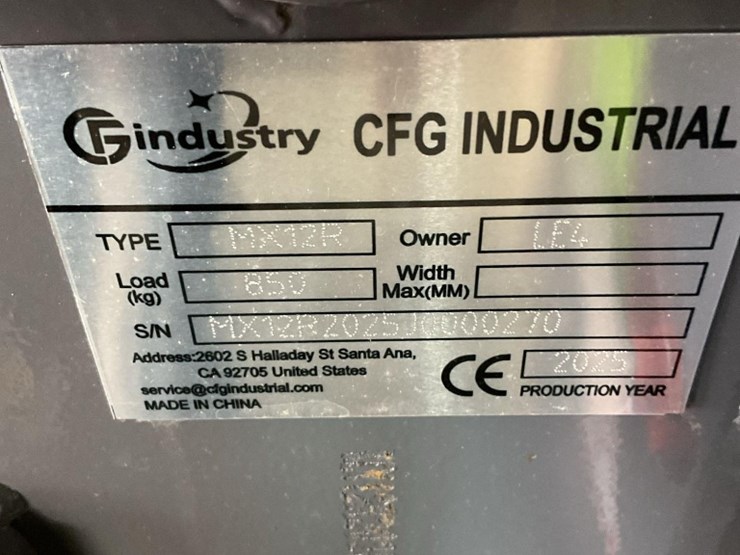 CFGindustry CFG INDUSTRIAL
TYPE MX12R Owner LE4
Load (kg) 850 Width Max(MM)
S/N MX12R2025J0000270
Address:2602 S Halladay St Santa Ana,
CA 92705 United States
service@cfgindustrial.com
MADE IN CHINA
CE 2025
PRODUCTION YEAR